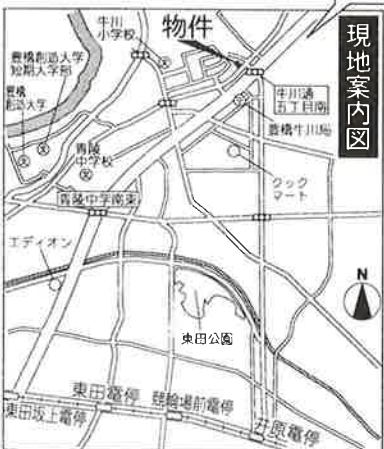 現地案内図
物件
牛川
小学校
豊橋創造大学
短期大学部
豊橋
創造大学
牛川通
五丁目南
豊橋牛川局
青陵
中学校
クック
マート
青陵中学南東
エディオン
N
東田公園
東田電停
競輪場前電停
東田坂上電停
井原電停